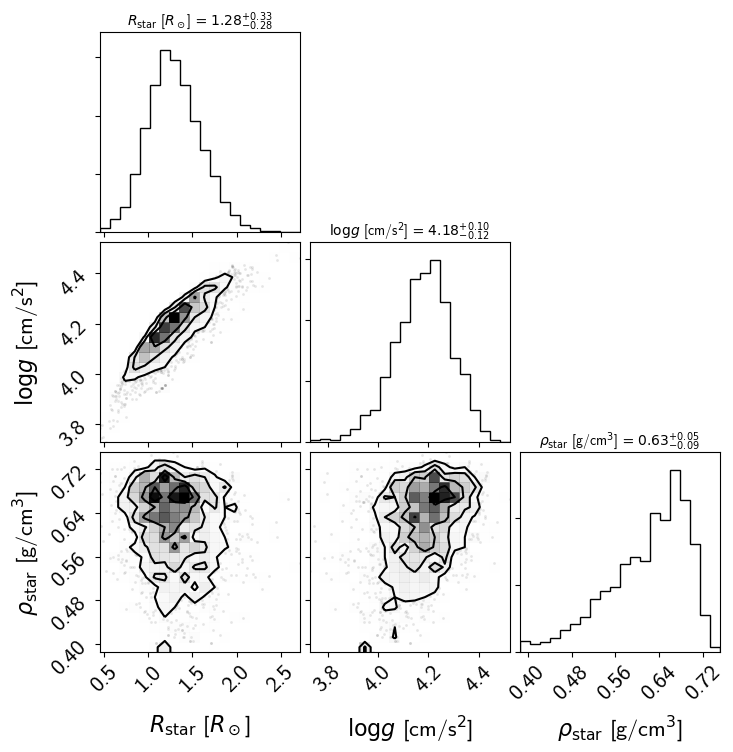 R_star [R_⊙] = 1.28^{+0.33}_{−0.28}
log g [cm/s²] = 4.18^{+0.10}_{−0.12}
4.4
4.2
4.0
3.8
log g [cm/s²]
ρ_star [g/cm³] = 0.63^{+0.05}_{−0.09}
0.72
0.64
0.56
0.48
0.40
ρ_star [g/cm³]
0.5 1.0 1.5 2.0 2.5 3.8 4.0 4.2 4.4 0.40 0.48 0.56 0.64 0.72
R_star [R_⊙] log g [cm/s²] ρ_star [g/cm³]